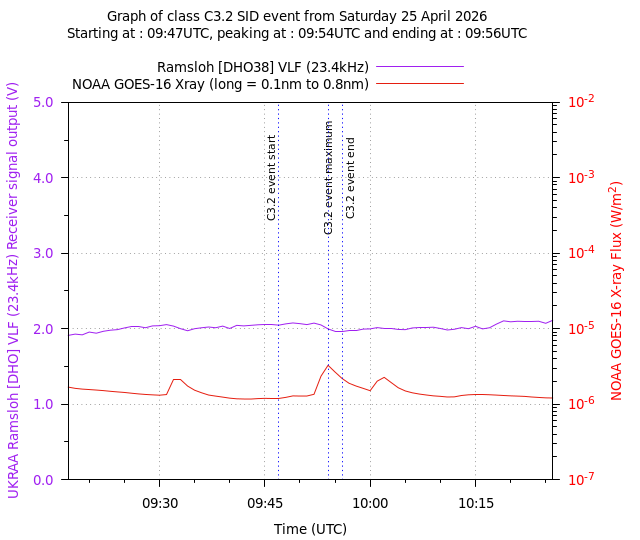 Graph of class C3.2 SID event from Saturday 25 April 2026
Starting at : 09:47UTC, peaking at : 09:54UTC and ending at : 09:56UTC
Ramsloh [DHO38] VLF (23.4kHz)
NOAA GOES-16 Xray (long = 0.1nm to 0.8nm)
UKRAA Ramsloh [DHO] VLF (23.4kHz) Receiver signal output (V)
5.0
4.0
3.0
2.0
1.0
0.0
C3.2 event start
C3.2 event maximum
C3.2 event end
10-2
10-3
10-4
10-5
10-6
10-7
NOAA GOES-16 X-ray Flux (W/m2)
09:30
09:45
10:00
10:15
Time (UTC)